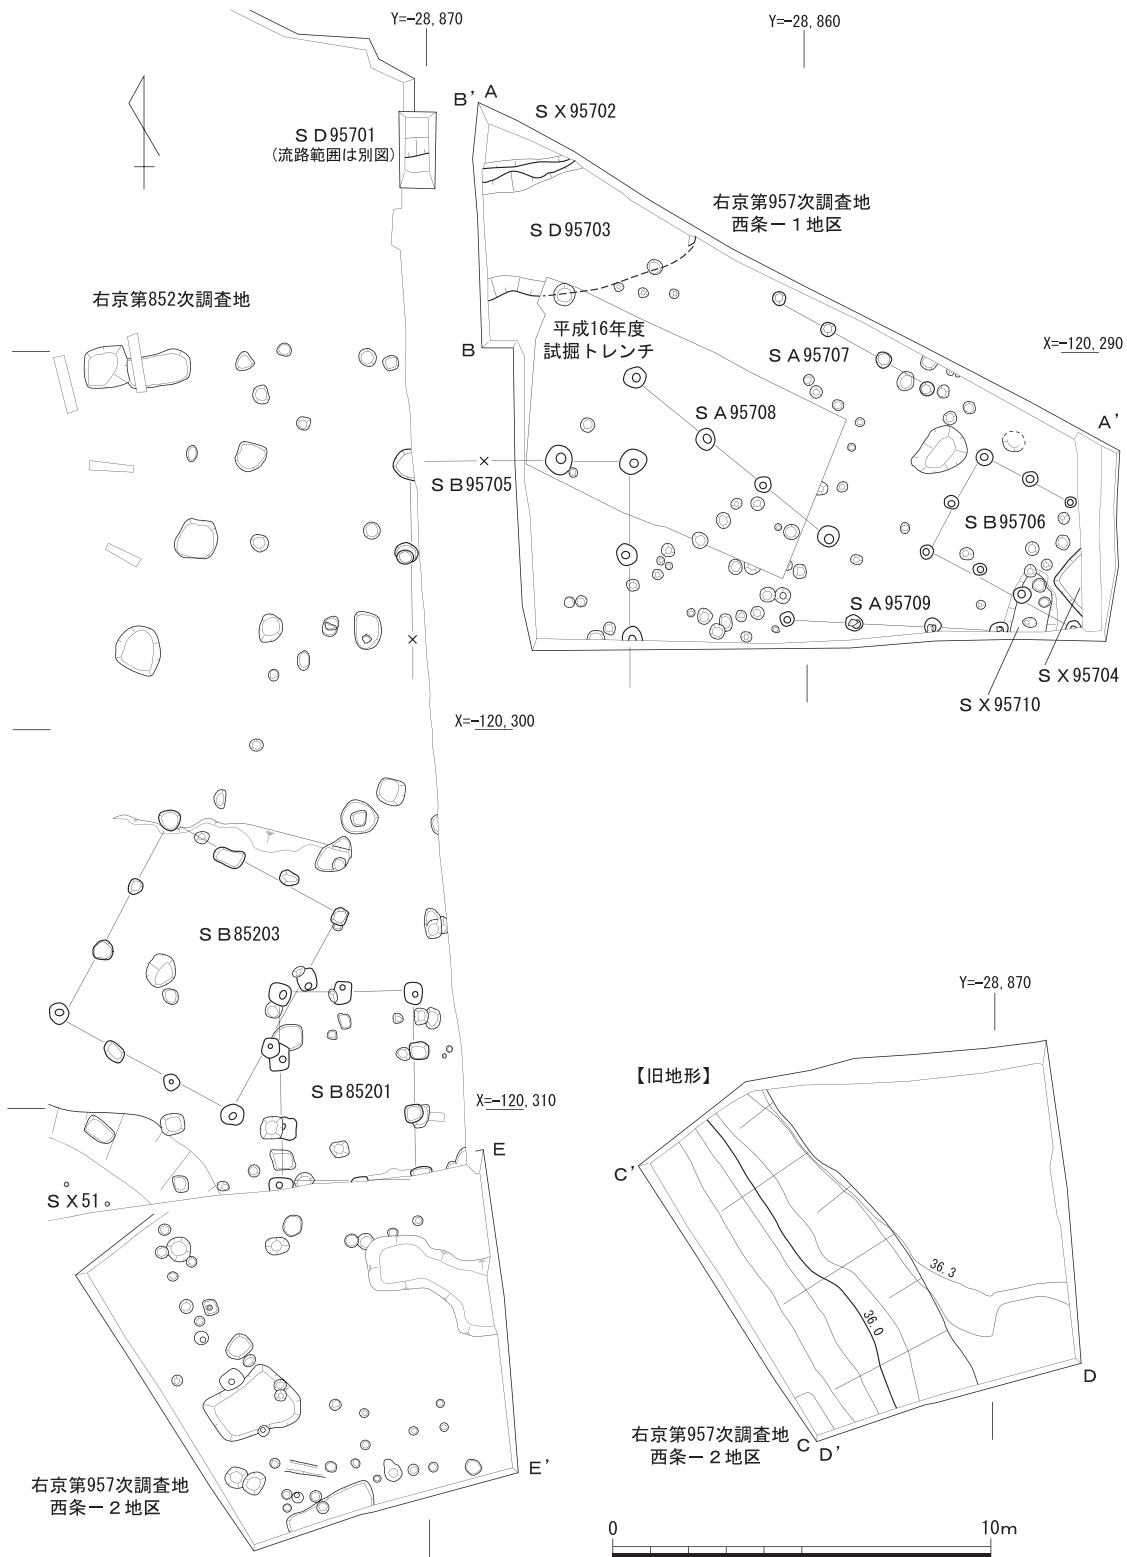 Y=-28,870
Y=-28,860
B' A
SX95702
SD95701
(流路範囲は別図)
右京第957次調査地
西条-1地区
SD95703
右京第852次調査地
平成16年度
試掘トレンチ
B
SA95707
X=-120,290
SA95708
A'
SB95705
SB95706
SA95709
SX95704
SX95710
X=-120,300
SB85203
Y=-28,870
【旧地形】
SB85201
X=-120,310
E
C'
SX51
36.3
36.0
D
右京第957次調査地
西条-2地区
C D'
E'
右京第957次調査地
西条-2地区
0 10m